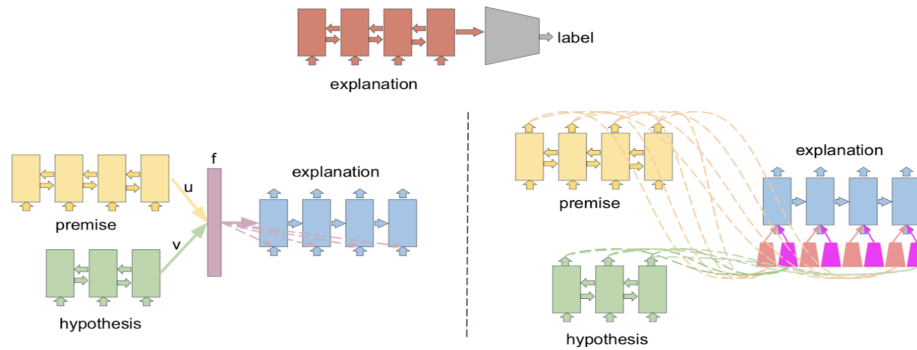 label
explanation
f
explanation
u
premise
v
hypothesis
explanation
premise
hypothesis